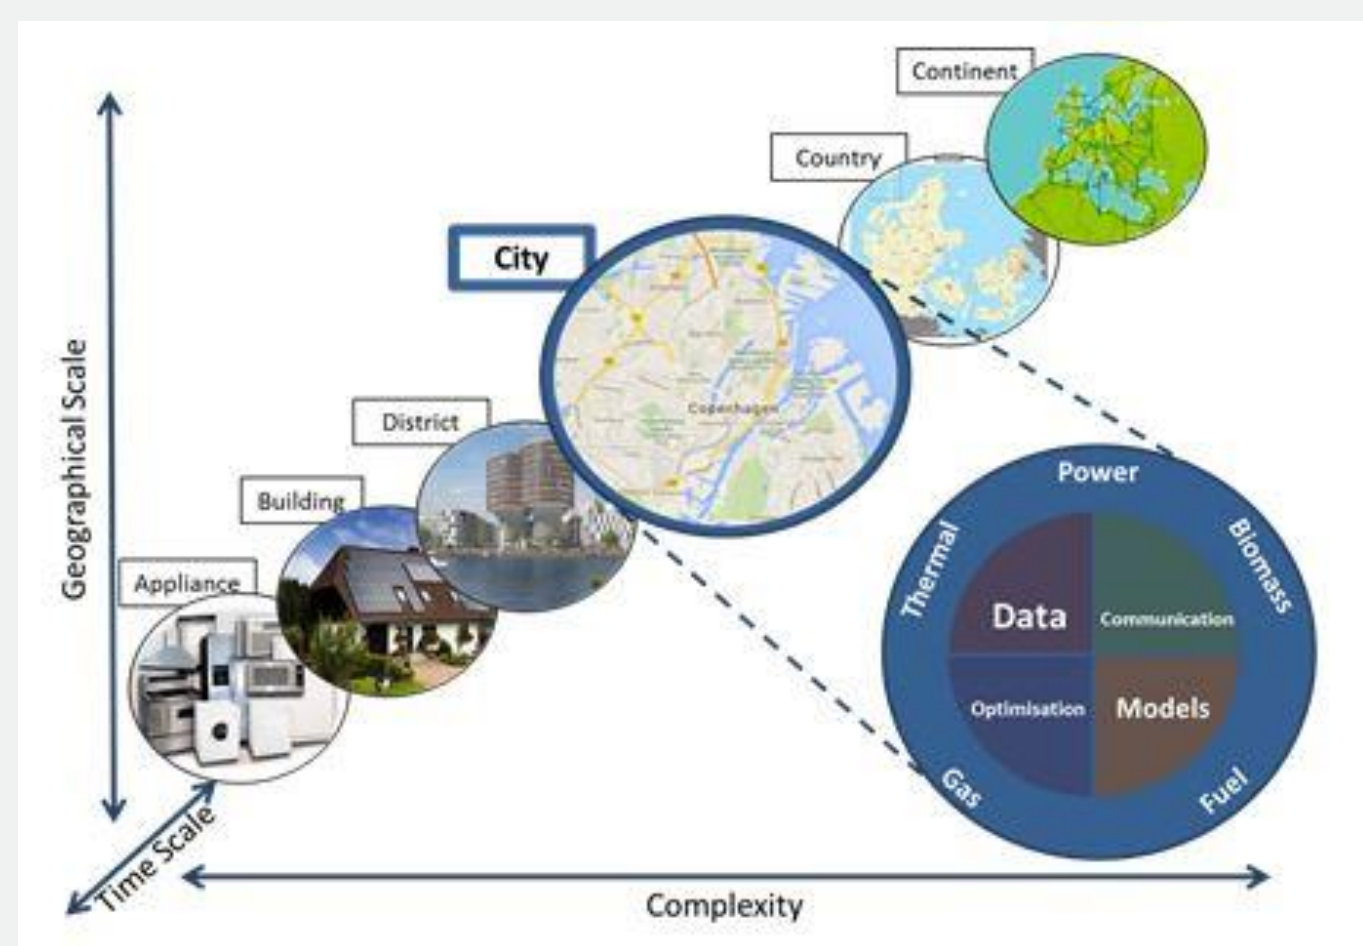 Continent
Country
City
District
Building
Appliance
Geographical Scale
Time Scale
Complexity
Copenhagen
Power
Thermal
Biomass
Data
Communication
Optimisation
Models
Gas
Fuel